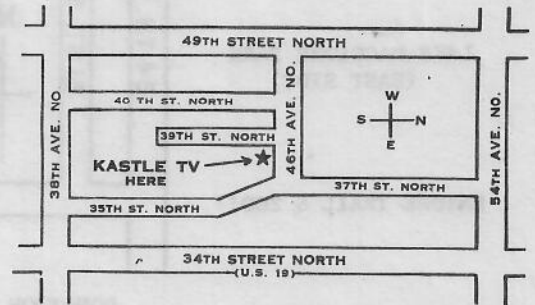 49TH STREET NORTH
40 TH ST. NORTH
39TH ST. NORTH
38TH AVE. NO.
46TH AVE. NO.
54TH AVE. NO.
W
S N
E
KASTLE TV
HERE
37TH ST. NORTH
35TH ST. NORTH
34TH STREET NORTH
(U.S. 19)